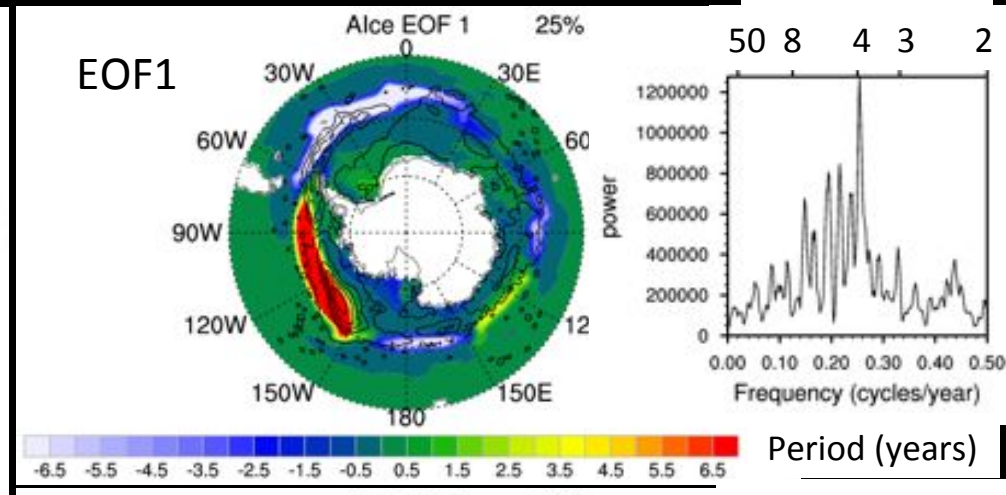 EOF1
AIce EOF 1 25%
0
30W 30E
60W 60
90W
120W 12
150W 150E
180
-6.5 -5.5 -4.5 -3.5 -2.5 -1.5 -0.5 0.5 1.5 2.5 3.5 4.5 5.5 6.5
50 8 4 3 2
power
1200000
1000000
800000
600000
400000
200000
0
0.00 0.10 0.20 0.30 0.40 0.50
Frequency (cycles/year)
Period (years)